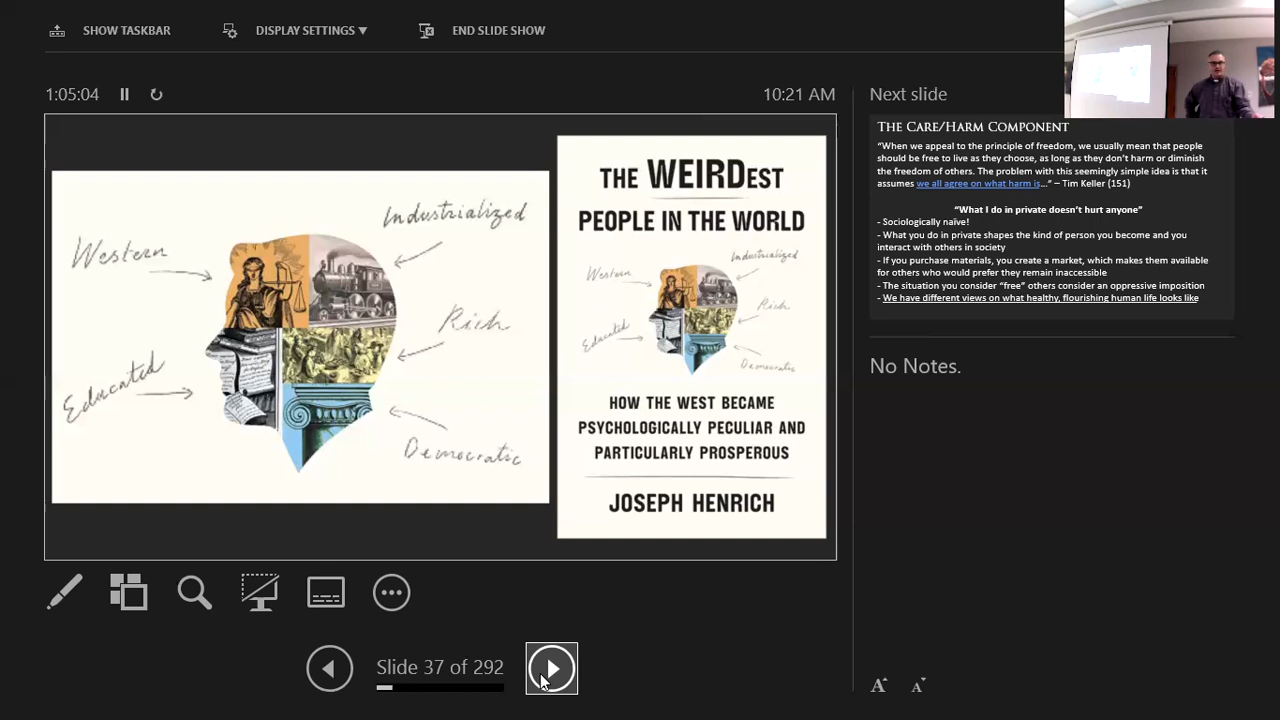 SHOW TASKBAR
DISPLAY SETTINGS ▼
END SLIDE SHOW
1:05:04
10:21 AM
Western
Industrialized
Rich
Educated
Democratic
THE WEIRDEST
PEOPLE IN THE WORLD
Western
Industrialized
Rich
Educated
Democratic
HOW THE WEST BECAME
PSYCHOLOGICALLY PECULIAR AND
PARTICULARLY PROSPEROUS
JOSEPH HENRICH
Slide 37 of 292
Next slide
THE CARE/HARM COMPONENT
“When we appeal to the principle of freedom, we usually mean that people
should be free to live as they choose, as long as they don’t harm or diminish
the freedom of others. The problem with this seemingly simple idea is that it
assumes we all agree on what harm is…” – Tim Keller (151)
“What I do in private doesn’t hurt anyone”
- Sociologically naïve!
- What you do in private shapes the kind of person you become and you
interact with others in society
- If you purchase materials, you create a market, which makes them available
for others who would prefer they remain inaccessible
- The situation you consider “free” others consider an oppressive imposition
- We have different views on what healthy, flourishing human life looks like
No Notes.
A A